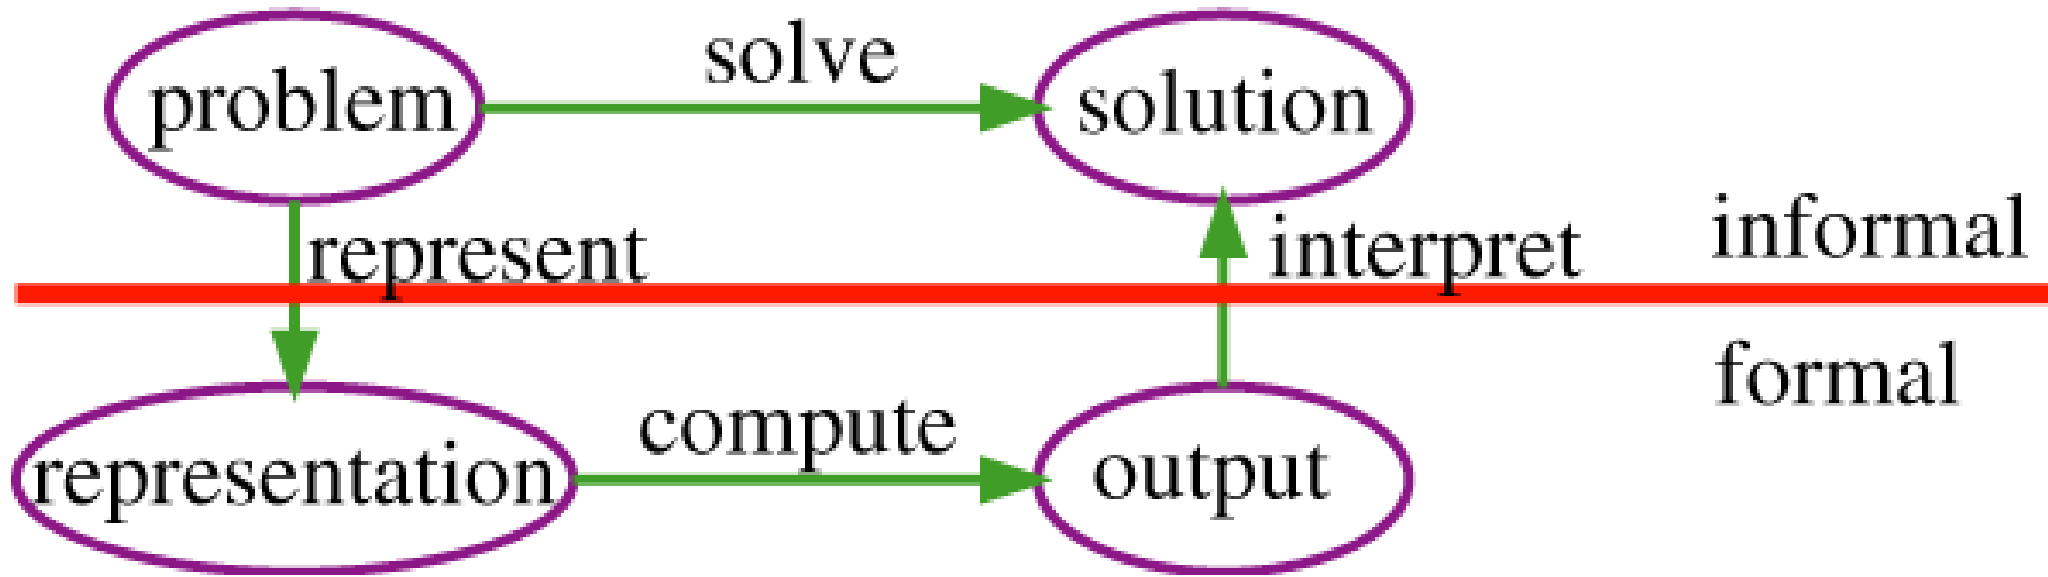 solve
problem
solution
represent
interpret
informal
formal
compute
representation
output